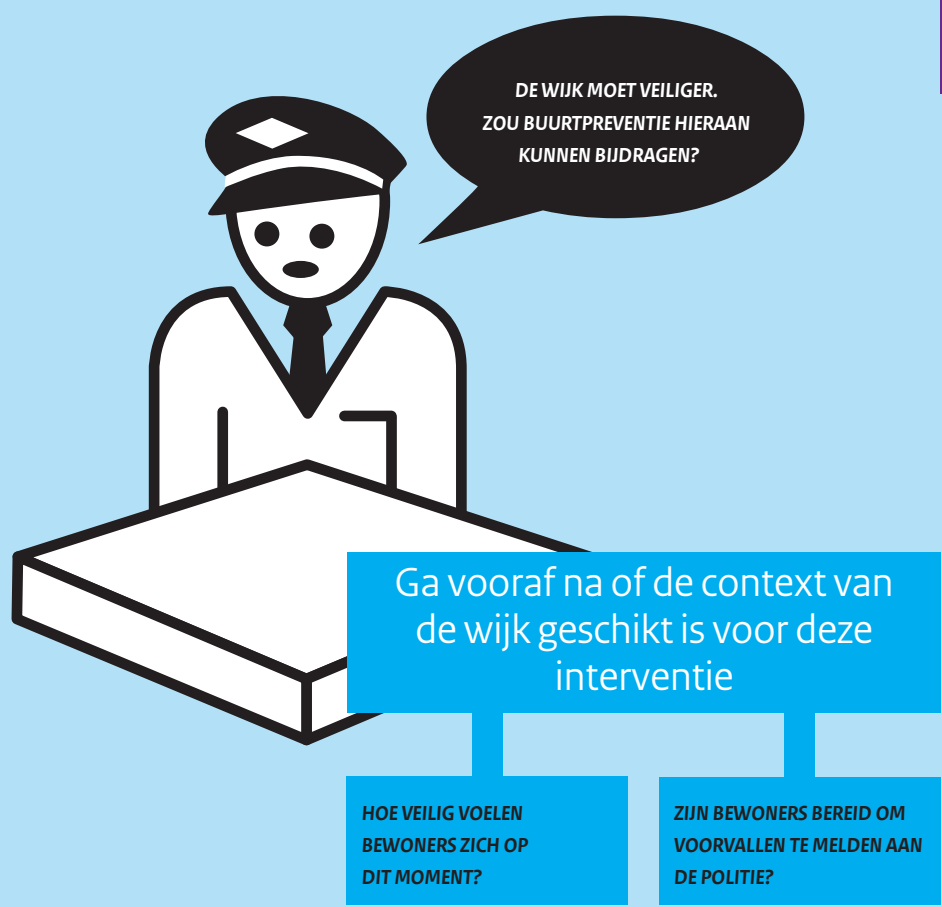 DE WIJK MOET VEILIGER.
ZOU BUURTPREVENTIE HIERAAN
KUNNEN BIJDRAGEN?
Ga vooraf na of de context van
de wijk geschikt is voor deze
interventie
HOE VEILIG VOELEN
BEWONERS ZICH OP
DIT MOMENT?
ZIJN BEWONERS BEREID OM
VOORVALLEN TE MELDEN AAN
DE POLITIE?